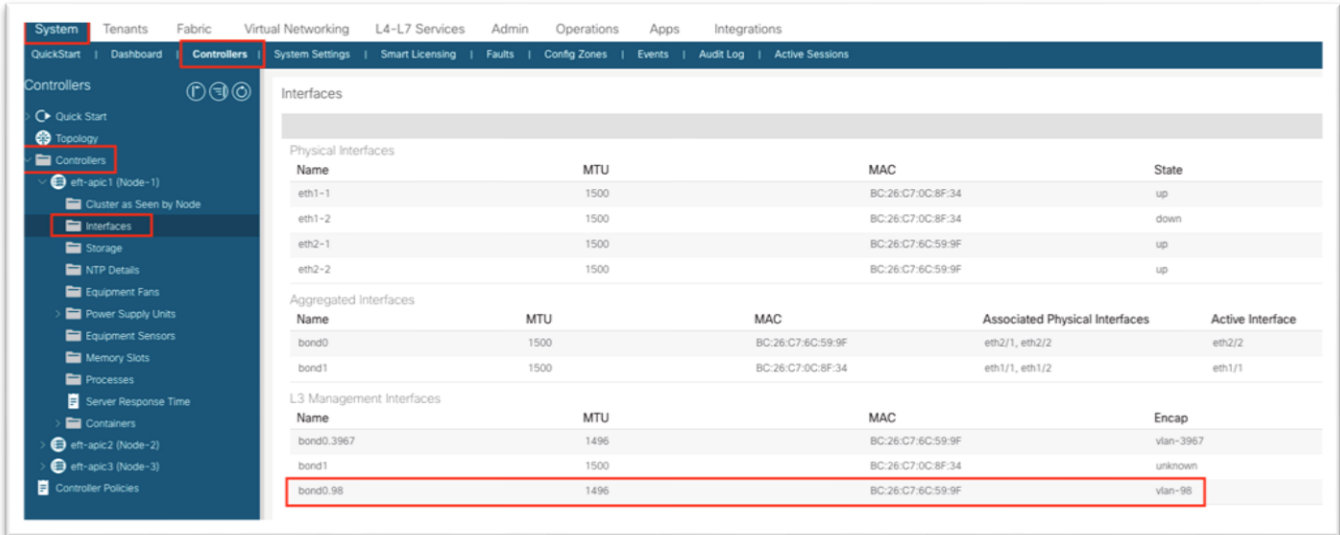 System Tenants Fabric Virtual Networking L4-L7 Services Admin Operations Apps Integrations
QuickStart | Dashboard | Controllers | System Settings | Smart Licensing | Faults | Config Zones | Events | Audit Log | Active Sessions
Controllers
Quick Start
Topology
Controllers
eft-apic1 (Node-1)
Cluster as Seen by Node
Interfaces
Storage
NTP Details
Equipment Fans
Power Supply Units
Equipment Sensors
Memory Slots
Processes
Server Response Time
Containers
eft-apic2 (Node-2)
eft-apic3 (Node-3)
Controller Policies
Interfaces
Physical Interfaces
Name MTU MAC State
eth1-1 1500 BC:26:C7:0C:8F:34 up
eth1-2 1500 BC:26:C7:0C:8F:34 down
eth2-1 1500 BC:26:C7:6C:59:9F up
eth2-2 1500 BC:26:C7:6C:59:9F up
Aggregated Interfaces
Name MTU MAC Associated Physical Interfaces Active Interface
bond0 1500 BC:26:C7:6C:59:9F eth2/1, eth2/2 eth2/2
bond1 1500 BC:26:C7:0C:8F:34 eth1/1, eth1/2 eth1/1
L3 Management Interfaces
Name MTU MAC Encap
bond0.3967 1496 BC:26:C7:6C:59:9F vlan-3967
bond1 1500 BC:26:C7:0C:8F:34 unknown
bond0.98 1496 BC:26:C7:6C:59:9F vlan-98